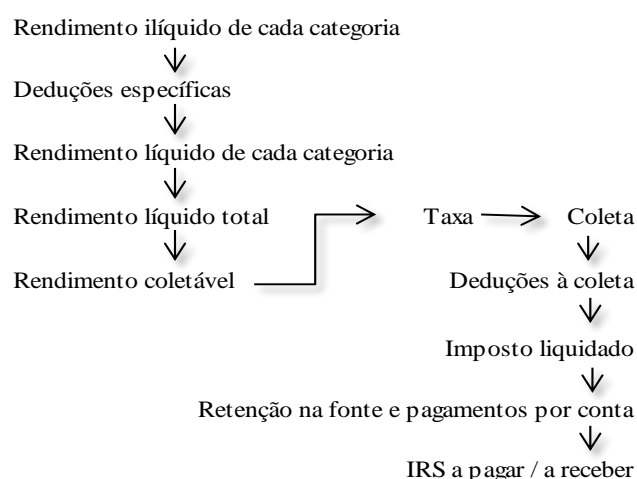 Rendimento ilíquido de cada categoria
Deduções específicas
Rendimento líquido de cada categoria
Rendimento líquido total
Rendimento coletável
Taxa
Coleta
Deduções à coleta
Imposto liquidado
Retenção na fonte e pagamentos por conta
IRS a pagar / a receber